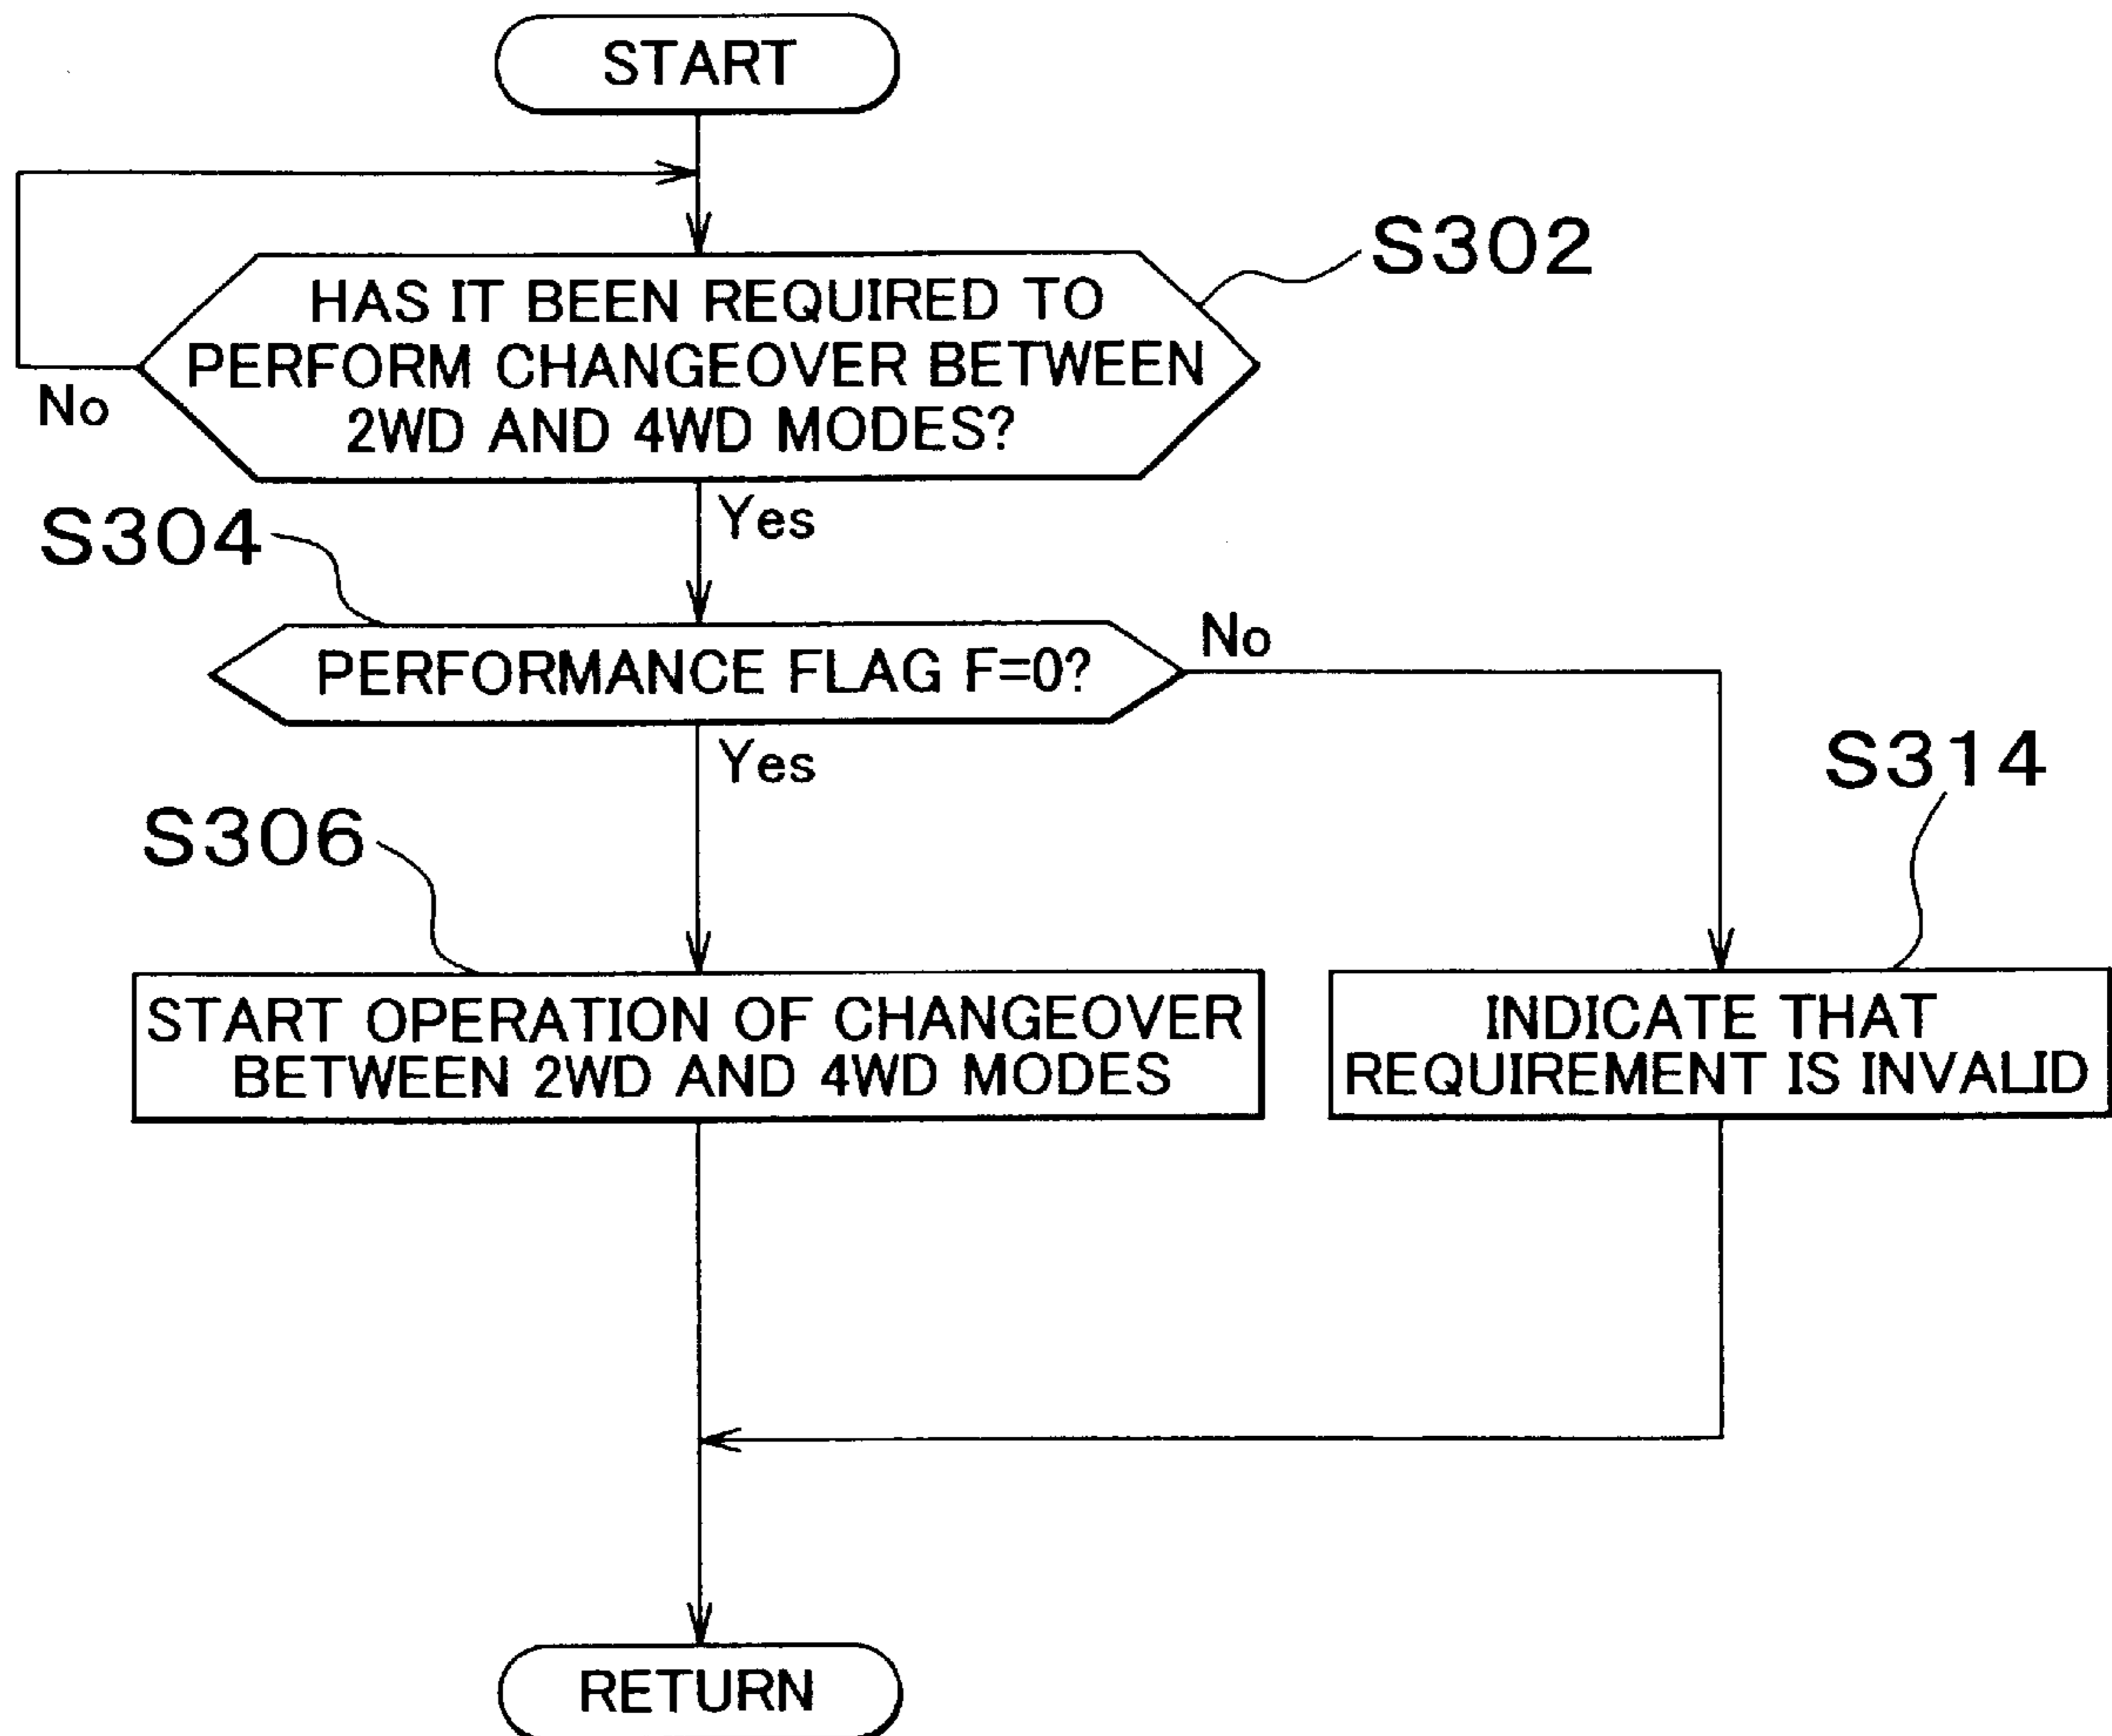 START
S302
HAS IT BEEN REQUIRED TO
PERFORM CHANGEOVER BETWEEN
2WD AND 4WD MODES?
No
Yes
S304
PERFORMANCE FLAG F=0?
No
Yes
S314
S306
START OPERATION OF CHANGEOVER
BETWEEN 2WD AND 4WD MODES
INDICATE THAT
REQUIREMENT IS INVALID
RETURN